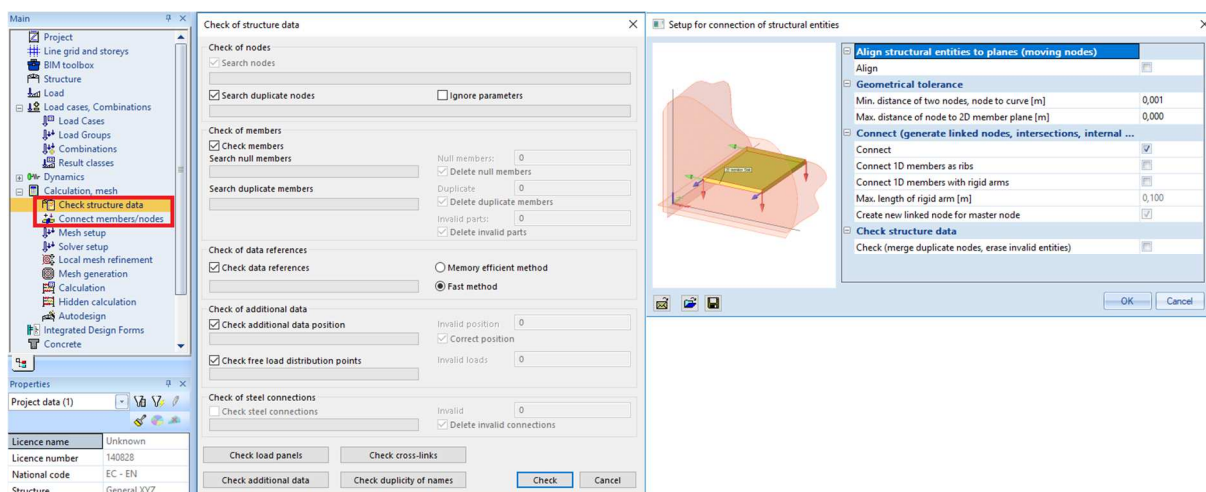 Main
Project
Line grid and storeys
BIM toolbox
Structure
Load
Load cases, Combinations
Load Cases
Load Groups
Combinations
Result classes
Dynamics
Calculation, mesh
Check structure data
Connect members/nodes
Mesh setup
Solver setup
Local mesh refinement
Mesh generation
Calculation
Hidden calculation
Autodesign
Integrated Design Forms
Concrete
Properties
Project data (1)
Licence name Unknown
Licence number 140828
National code EC - EN
Structure General XYZ
Check of structure data
Check of nodes
Search nodes
Search duplicate nodes Ignore parameters
Check of members
Check members
Search null members Null members: 0
Delete null members
Search duplicate members Duplicate 0
Delete duplicate members
Invalid parts: 0
Delete invalid parts
Check of data references
Check data references Memory efficient method
Fast method
Check of additional data
Check additional data position Invalid position 0
Correct position
Check free load distribution points Invalid loads 0
Check of steel connections
Check steel connections Invalid 0
Delete invalid connections
Check load panels Check cross-links
Check additional data Check duplicity of names Check Cancel
Setup for connection of structural entities
Align structural entities to planes (moving nodes)
Align
Geometrical tolerance
Min. distance of two nodes, node to curve [m] 0,001
Max. distance of node to 2D member plane [m] 0,000
Connect (generate linked nodes, intersections, internal ...
Connect
Connect 1D members as ribs
Connect 1D members with rigid arms
Max. length of rigid arm [m] 0,100
Create new linked node for master node
Check structure data
Check (merge duplicate nodes, erase invalid entities)
OK Cancel